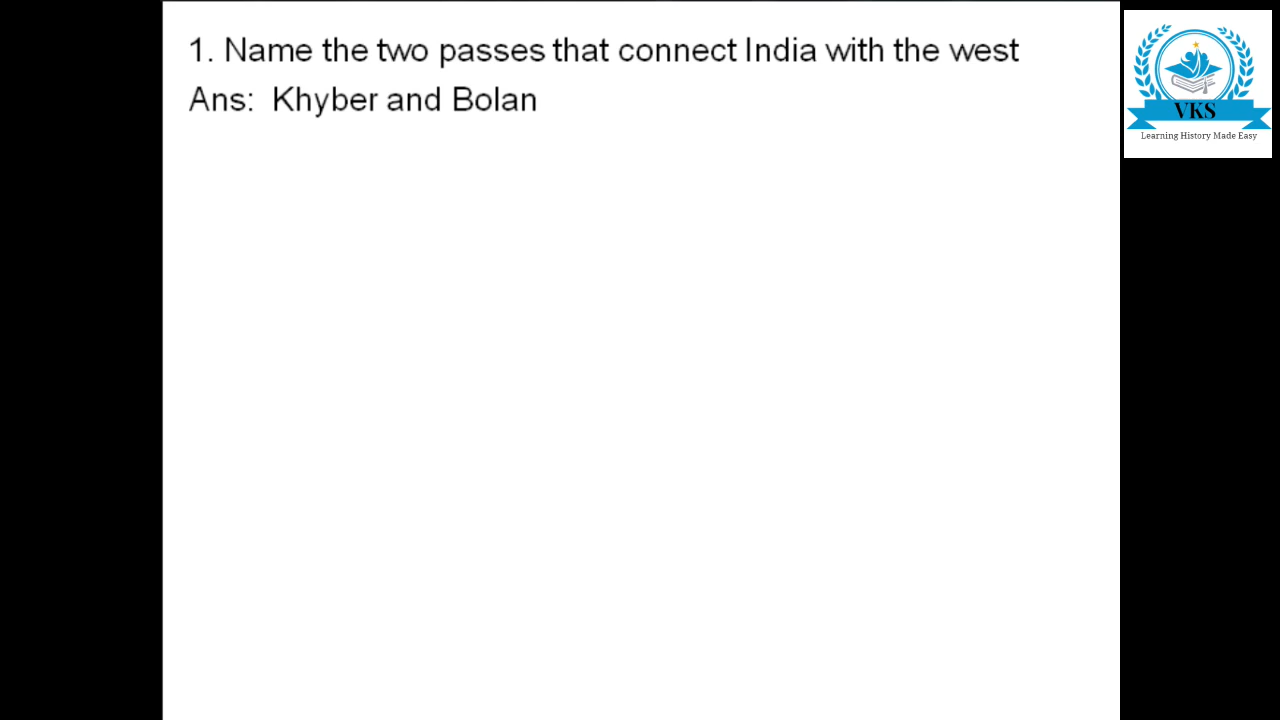 1. Name the two passes that connect India with the west
Ans: Khyber and Bolan
VKS
Learning History Made Easy